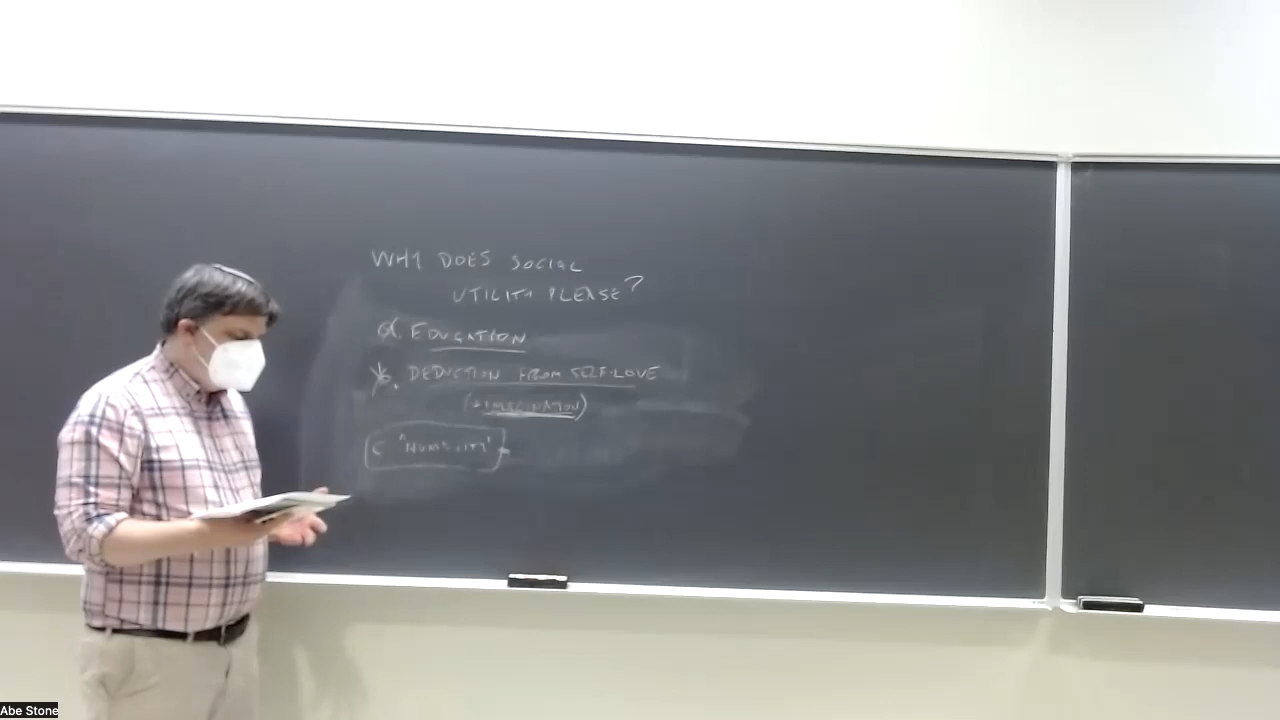 WHY DOES SOCIAL
UTILITY PLEASE?
a. EDUCATION
b. DEDUCTION FROM SELF-LOVE
(IMAGINATION)
C "HUMANITY"
Abe Stone